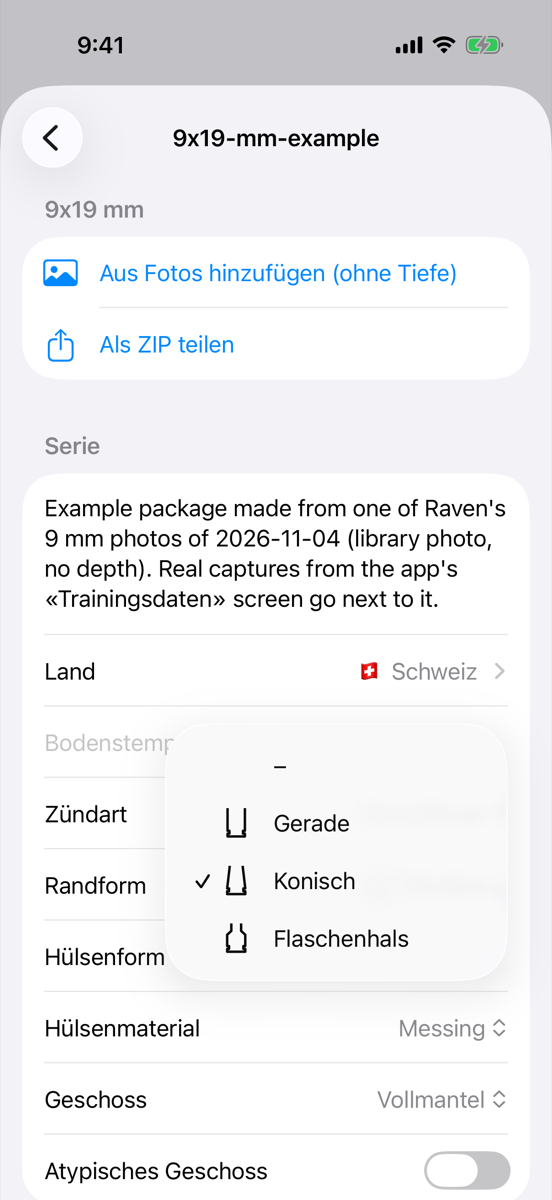 9:41
9x19-mm-example
9x19 mm
Aus Fotos hinzufügen (ohne Tiefe)
Als ZIP teilen
Serie
Example package made from one of Raven's
9 mm photos of 2026-11-04 (library photo,
no depth). Real captures from the app's
«Trainingsdaten» screen go next to it.
Land Schweiz
–
Zündart
Gerade
Randform
Konisch
Hülsenform
Flaschenhals
Hülsenmaterial Messing
Geschoss Vollmantel
Atypisches Geschoss